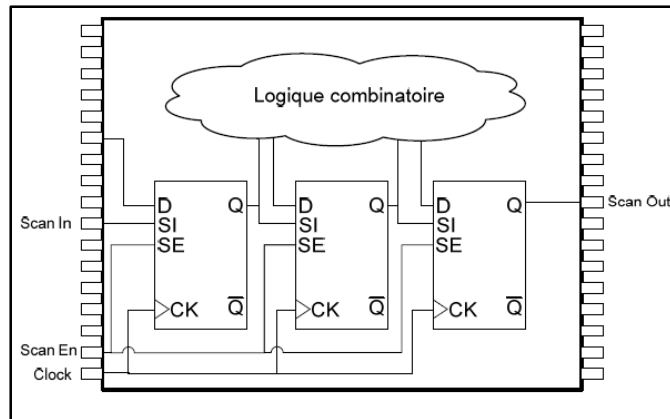 Logique combinatoire
D Q D Q D Q
Scan In SI SI SI Scan Out
SE SE SE
CK Q̅ CK Q̅ CK Q̅
Scan En
Clock